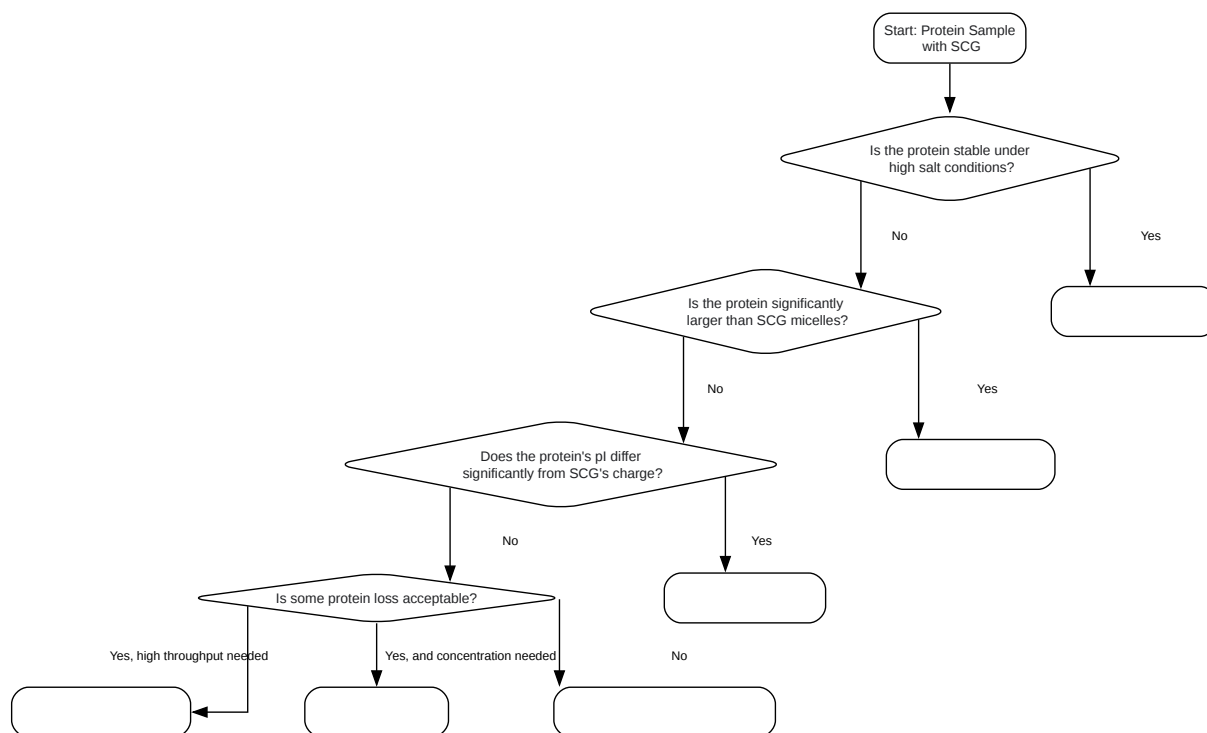 Start: Protein Sample
with SCG
Is the protein stable under
high salt conditions?
No
Yes
Is the protein significantly
larger than SCG micelles?
No
Yes
Does the protein's pI differ
significantly from SCG's charge?
No
Yes
Is some protein loss acceptable?
Yes, high throughput needed
Yes, and concentration needed
No